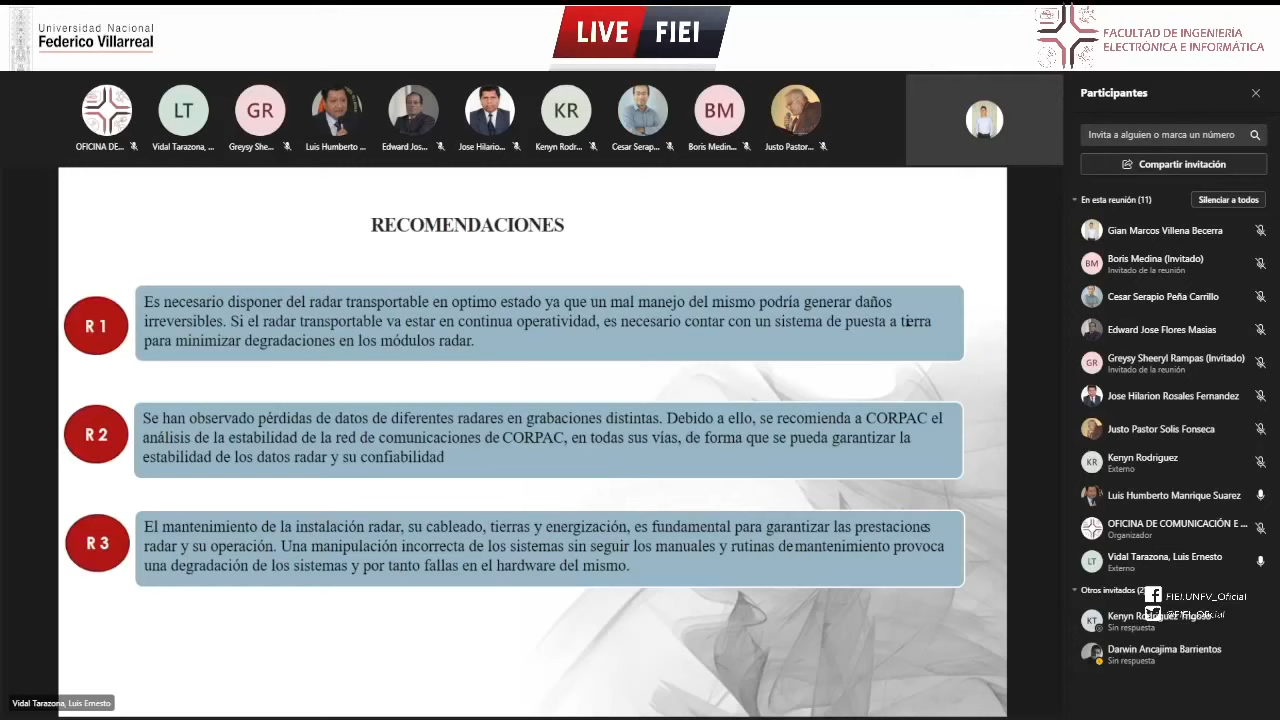 Universidad Nacional
Federico Villarreal
LIVE FIEI
FACULTAD DE INGENIERÍA
ELECTRÓNICA E INFORMÁTICA
LT
GR
KR
BM
OFICINA DE...
Vidal Tarazona, ...
Greysy She...
Luis Humberto ...
Edward Jos...
Jose Hilario...
Kenyn Rodr...
Cesar Serap...
Boris Medin...
Justo Pastor...
RECOMENDACIONES
R 1
Es necesario disponer del radar transportable en optimo estado ya que un mal manejo del mismo podría generar daños
irreversibles. Si el radar transportable va estar en continua operatividad, es necesario contar con un sistema de puesta a tierra
para minimizar degradaciones en los módulos radar.
R 2
Se han observado pérdidas de datos de diferentes radares en grabaciones distintas. Debido a ello, se recomienda a CORPAC el
análisis de la estabilidad de la red de comunicaciones de CORPAC, en todas sus vías, de forma que se pueda garantizar la
estabilidad de los datos radar y su confiabilidad
R 3
El mantenimiento de la instalación radar, su cableado, tierras y energización, es fundamental para garantizar las prestaciones
radar y su operación. Una manipulación incorrecta de los sistemas sin seguir los manuales y rutinas de mantenimiento provoca
una degradación de los sistemas y por tanto fallas en el hardware del mismo.
Vidal Tarazona, Luis Ernesto
Participantes
Invita a alguien o marca un número
Compartir invitación
En esta reunión (11)
Silenciar a todos
Gian Marcos Villena Becerra
BM
Boris Medina (Invitado)
Invitado de la reunión
Cesar Serapio Peña Carrillo
Edward Jose Flores Masias
GR
Greysy Sheeryl Rampas (Invitado)
Invitado de la reunión
Jose Hilarion Rosales Fernandez
Justo Pastor Solis Fonseca
KR
Kenyn Rodriguez
Externo
Luis Humberto Manrique Suarez
OFICINA DE COMUNICACIÓN E ...
Organizador
LT
Vidal Tarazona, Luis Ernesto
Externo
Otros invitados (2)
FIEI.UNFV_Oficial
@FIEI_Oficial
KT
Kenyn Rodriguez Trigoso
Sin respuesta
Darwin Ancajima Barrientos
Sin respuesta